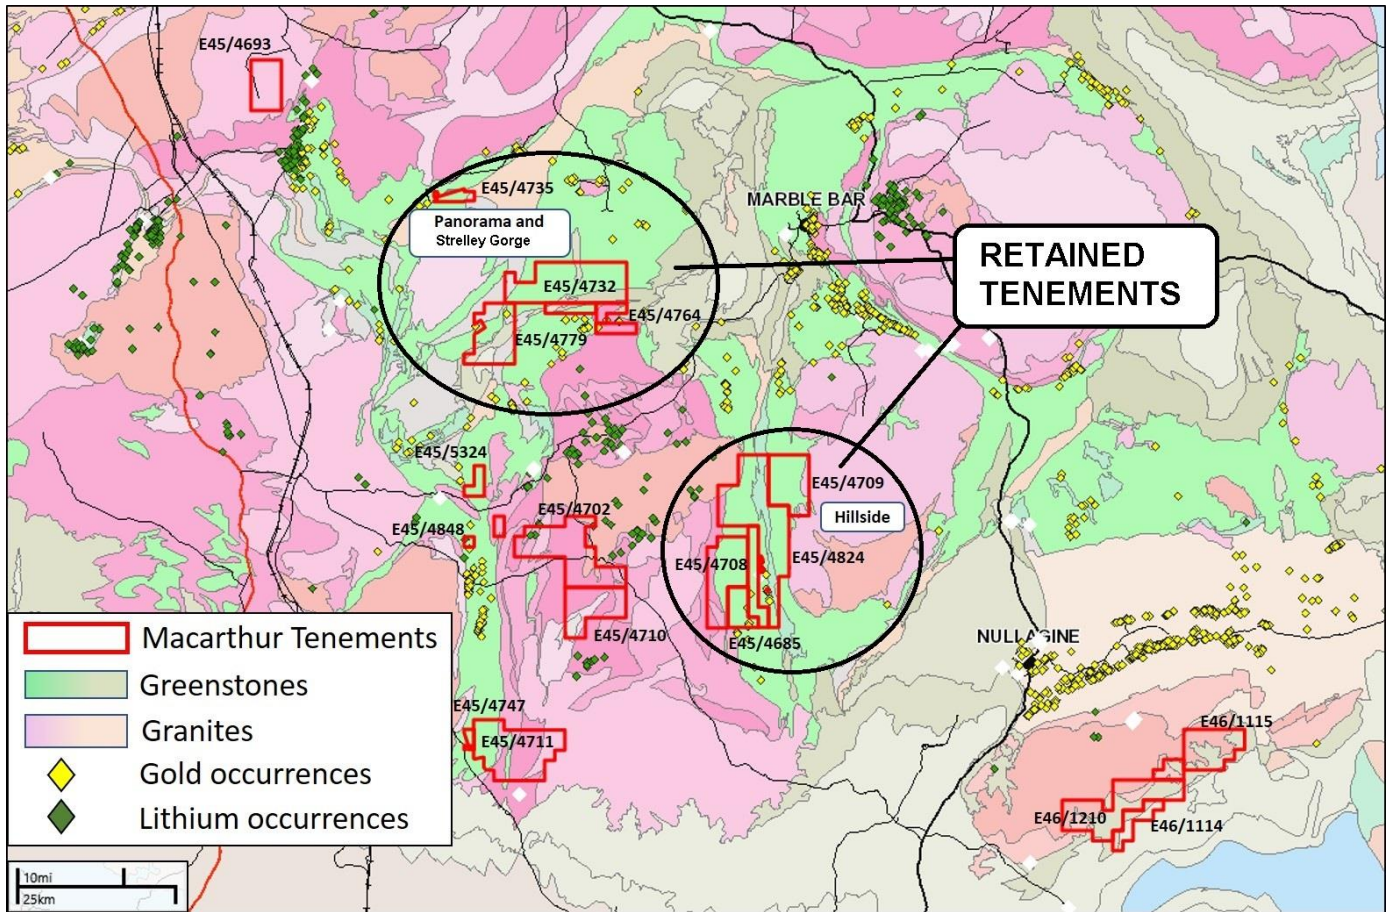 E45/4693
E45/4735
Panorama and
Strelley Gorge
MARBLE BAR
RETAINED
TENEMENTS
E45/4732
E45/4764
E45/4779
E45/5324
E45/4709
E45/4702
Hillside
E45/4848
E45/4708
E45/4824
E45/4710
E45/4685
NULLAGINE
Macarthur Tenements
Greenstones
Granites
Gold occurrences
Lithium occurrences
E45/4747
E45/4711
E46/1115
E46/1210
E46/1114
10mi
25km